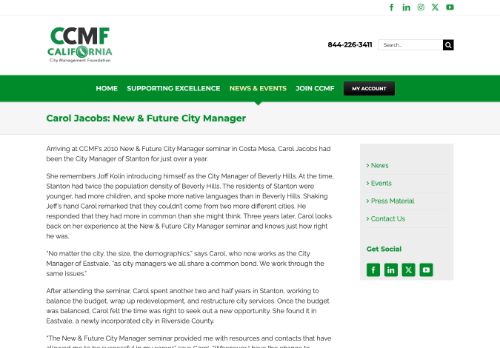 CCMF
CALIFORNIA
City Management Foundation
844-226-3411
Search...
HOME SUPPORTING EXCELLENCE NEWS & EVENTS JOIN CCMF MY ACCOUNT
Carol Jacobs: New & Future City Manager
Arriving at CCMF's 2010 New & Future City Manager seminar in Costa Mesa, Carol Jacobs had
been the City Manager of Stanton for just over a year.
She remembers Jeff Kolin introducing himself as the City Manager of Beverly Hills. At the time,
Stanton had twice the population density of Beverly Hills. The residents of Stanton were
younger, had more children, and spoke more native languages than in Beverly Hills. Shaking
Jeff's hand Carol remarked that they couldn't come from two more different cities. He
responded that they had more in common than she might think. Three years later, Carol looks
back on her experience at the New & Future City Manager seminar and knows just how right
he was.
"No matter the city, the size, the demographics," says Carol, who now works as the City
Manager of Eastvale, "as city managers we all share a common bond. We work through the
same issues."
After attending the seminar, Carol spent another two and half years in Stanton, working to
balance the budget, wrap up redevelopment, and restructure city services. Once the budget
was balanced, Carol felt the time was right to seek out a new opportunity. She found it in
Eastvale, a newly incorporated city in Riverside County.
"The New & Future City Manager seminar provided me with resources and contacts that have
> News
> Events
> Press Material
> Contact Us
Get Social